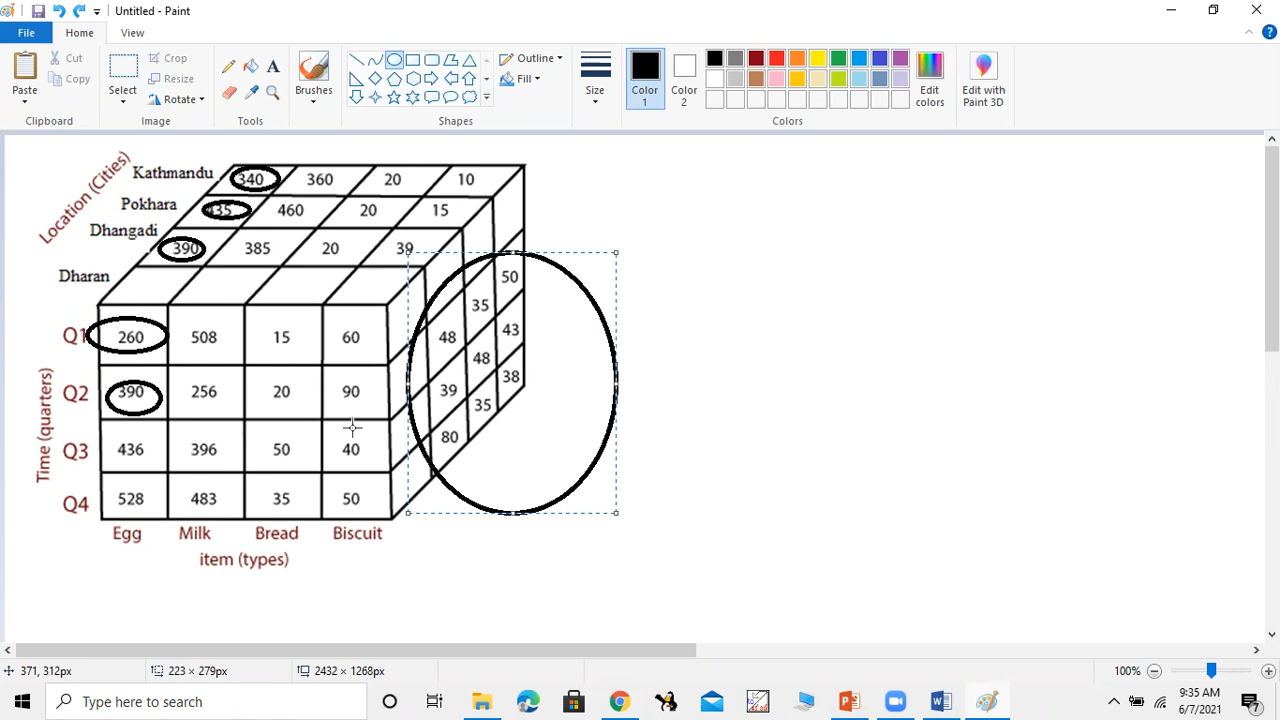 Untitled - Paint
File Home View
Paste
Cut
Copy
Clipboard
Select
Crop
Resize
Rotate
Image
A
Tools
Brushes
Outline
Fill
Shapes
Size
Color 1
Color 2
Edit colors
Edit with Paint 3D
Colors
Location (Cities)
Kathmandu 340 360 20 10
Pokhara 435 460 20 15
Dhangadi 390 385 20 39
Dharan
50
35
48 43
48
39 38
35
80
Time (quarters)
Q1 260 508 15 60
Q2 390 256 20 90
Q3 436 396 50 40
Q4 528 483 35 50
Egg Milk Bread Biscuit
item (types)
371, 312px 223 × 279px 2432 × 1268px 100%
Type here to search
9:35 AM
6/7/2021
7